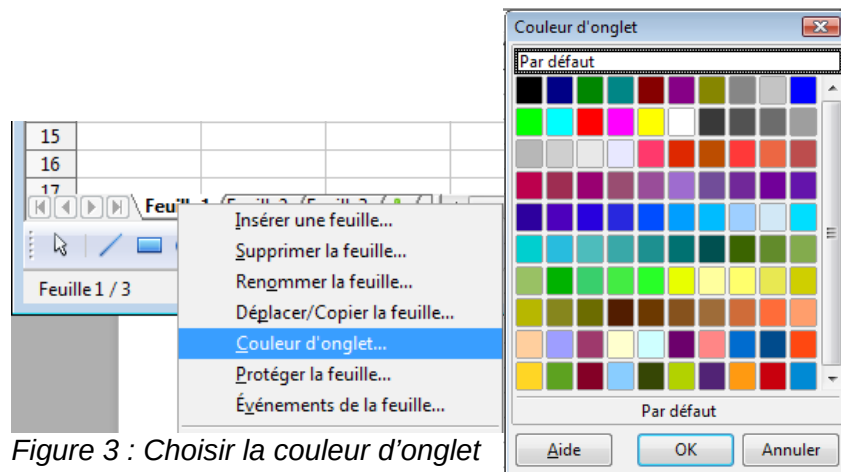 Couleur d'onglet
Par défaut
15
16
17
Insérer une feuille...
Supprimer la feuille...
Feuille 1 / 3
Renommer la feuille...
Déplacer/Copier la feuille...
Couleur d'onglet...
Protéger la feuille...
Événements de la feuille...
Par défaut
Aide OK Annuler
Figure 3 : Choisir la couleur d'onglet